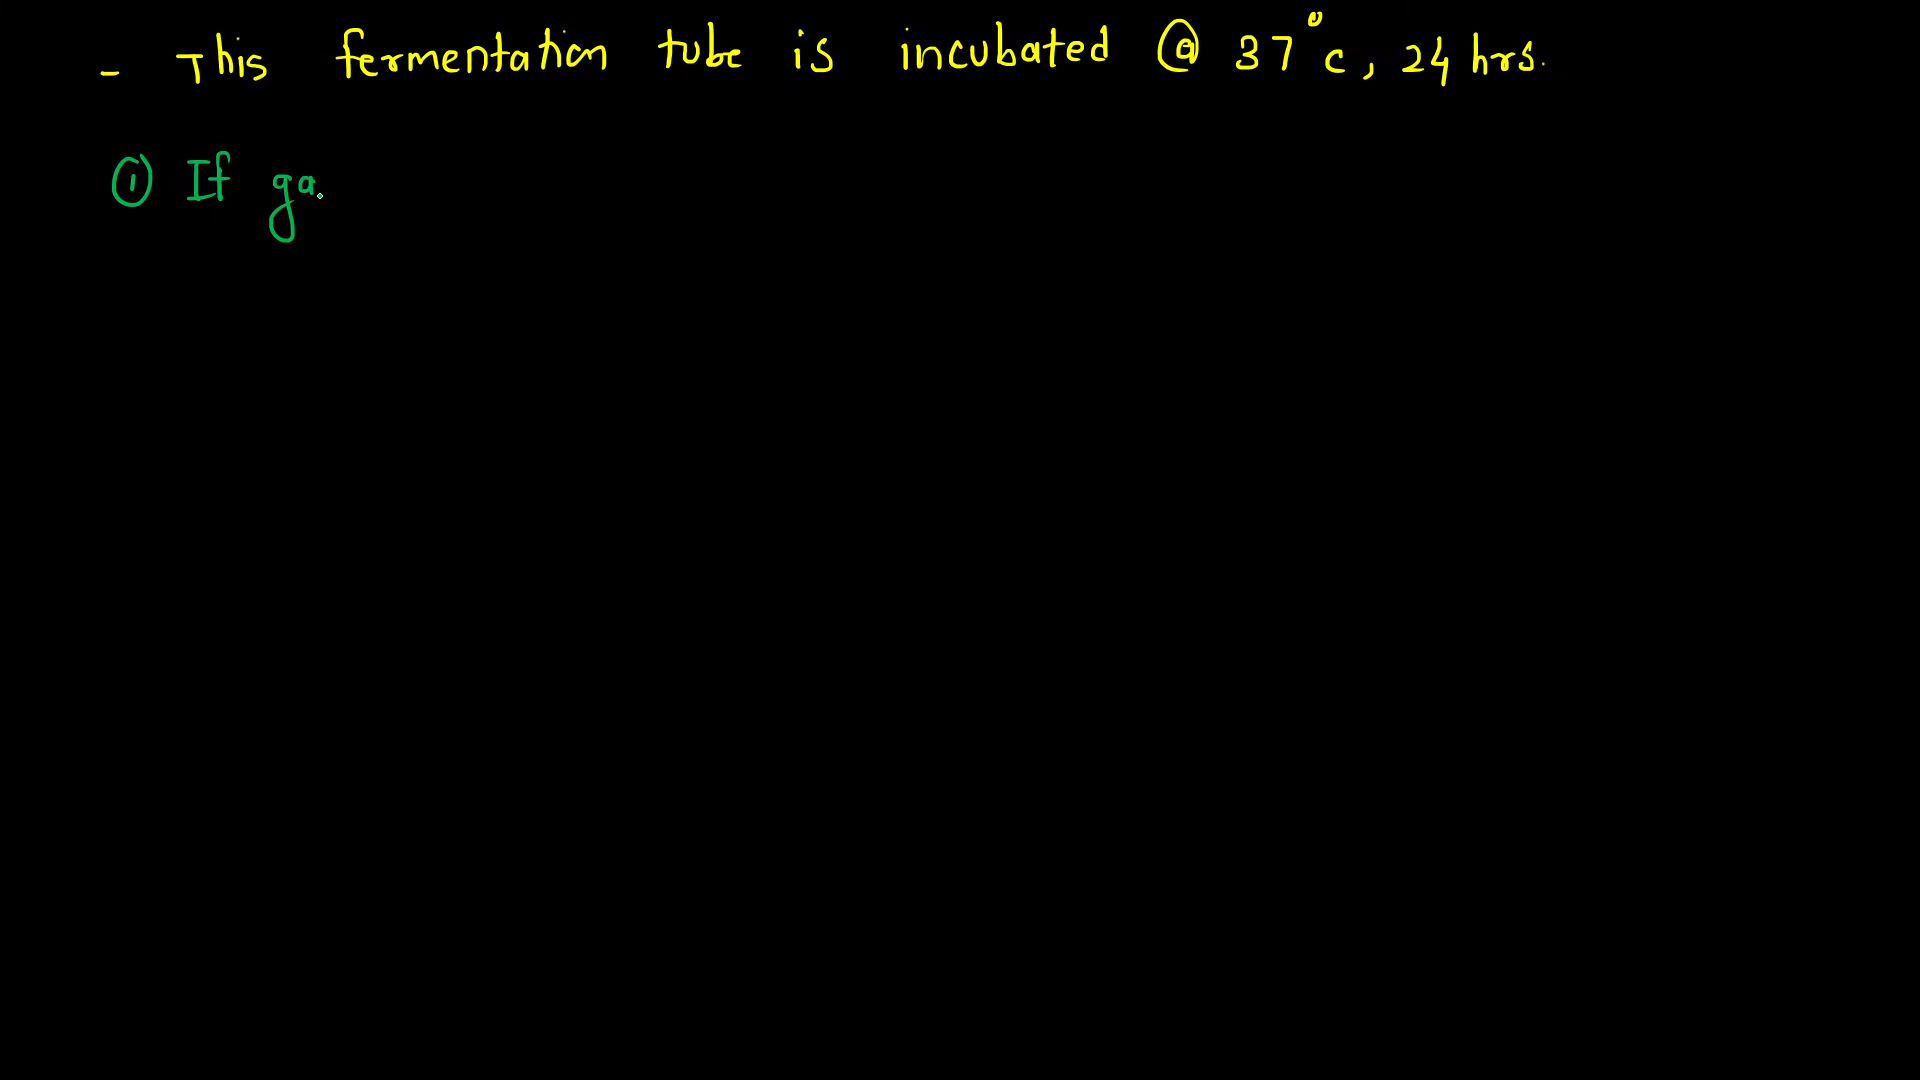 - This fermentation tube is incubated @ 37°c, 24 hrs.
① If ga